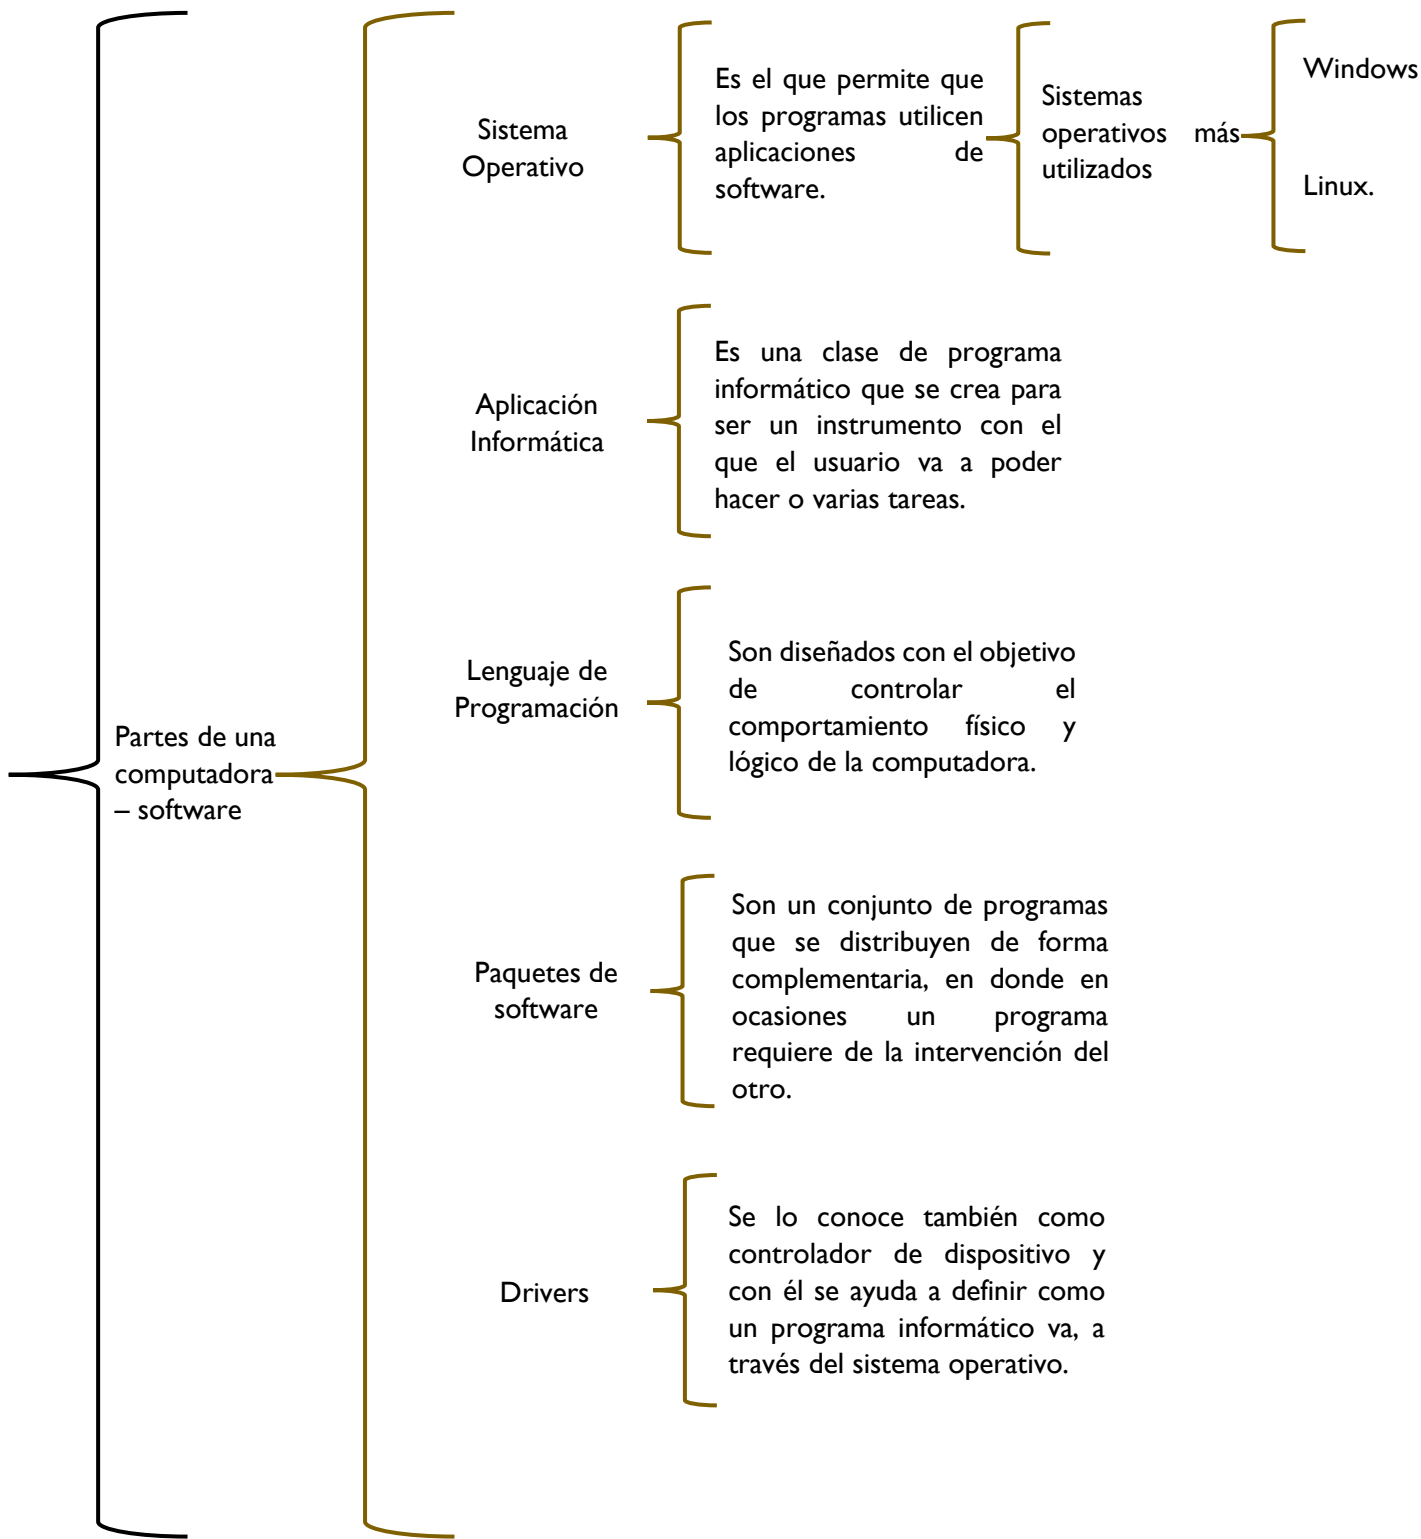 Partes de una
computadora
– software
Sistema
Operativo
Es el que permite que
los programas utilicen
aplicaciones de
software.
Sistemas
operativos más
utilizados
Windows
Linux.
Aplicación
Informática
Es una clase de programa
informático que se crea para
ser un instrumento con el
que el usuario va a poder
hacer o varias tareas.
Lenguaje de
Programación
Son diseñados con el objetivo
de controlar el
comportamiento físico y
lógico de la computadora.
Paquetes de
software
Son un conjunto de programas
que se distribuyen de forma
complementaria, en donde en
ocasiones un programa
requiere de la intervención del
otro.
Drivers
Se lo conoce también como
controlador de dispositivo y
con él se ayuda a definir como
un programa informático va, a
través del sistema operativo.